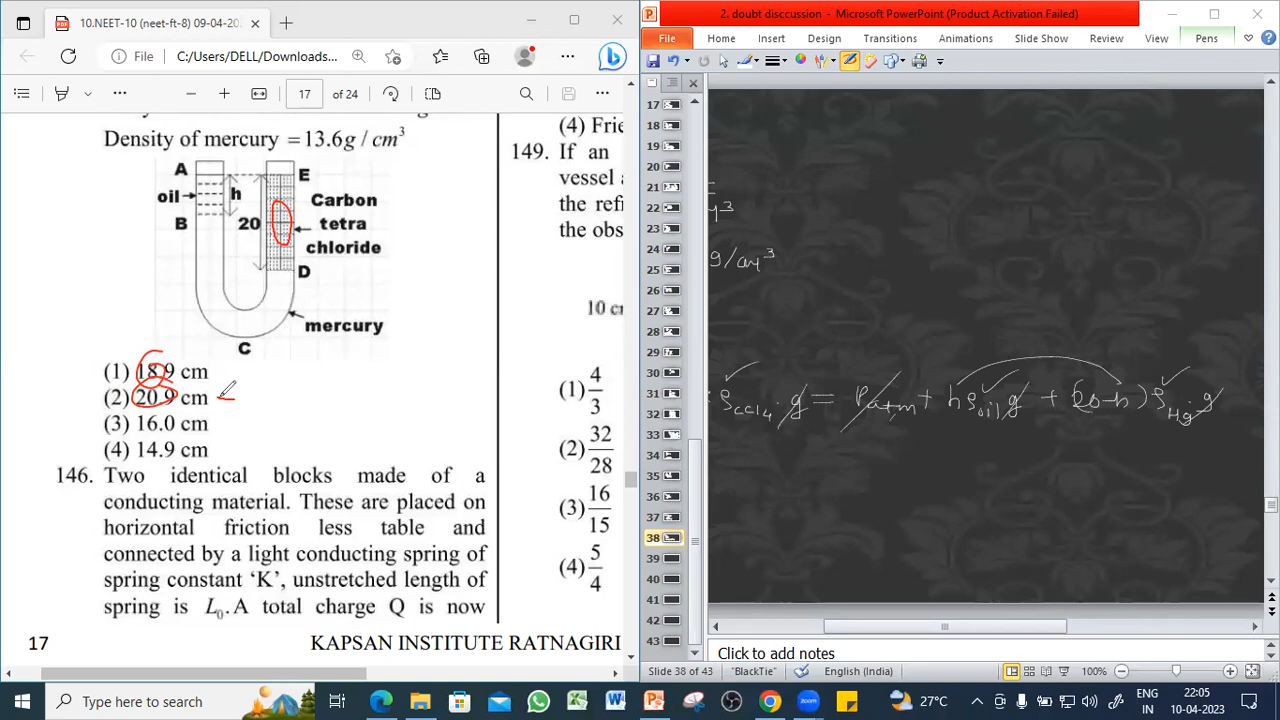 10.NEET-10 (neet-ft-8) 09-04-20
File
C:/Users/DELL/Downloads...
17 of 24
Density of mercury = 13.6g / cm³
A
E
oil
h
Carbon
B
20
tetra
chloride
D
mercury
C
(1) 18.9 cm
(2) 20.9 cm
(3) 16.0 cm
(4) 14.9 cm
146. Two identical blocks made of a
conducting material. These are placed on
horizontal friction less table and
connected by a light conducting spring of
spring constant ‘K’, unstretched length of
spring is L₀.A total charge Q is now
(4) Frie
149. If an
vessel a
the refr
the obs
10 cm
(1) 4/3
(2) 32/28
(3) 16/15
(4) 5/4
17 KAPSAN INSTITUTE RATNAGIRI
2. doubt disccussion - Microsoft PowerPoint (Product Activation Failed)
File Home Insert Design Transitions Animations Slide Show Review View Pens
17
18
19
20
21
22
23
24
25
26
27
28
29
30
31
32
33
34
35
36
37
38
39
40
41
42
43
g/cm³
ρCCl₄ g = Patm + hρoil g + (20-h) ρHg g
Click to add notes
Slide 38 of 43 "BlackTie" English (India) 100%
Type here to search
27°C
ENG
IN
22:05
10-04-2023